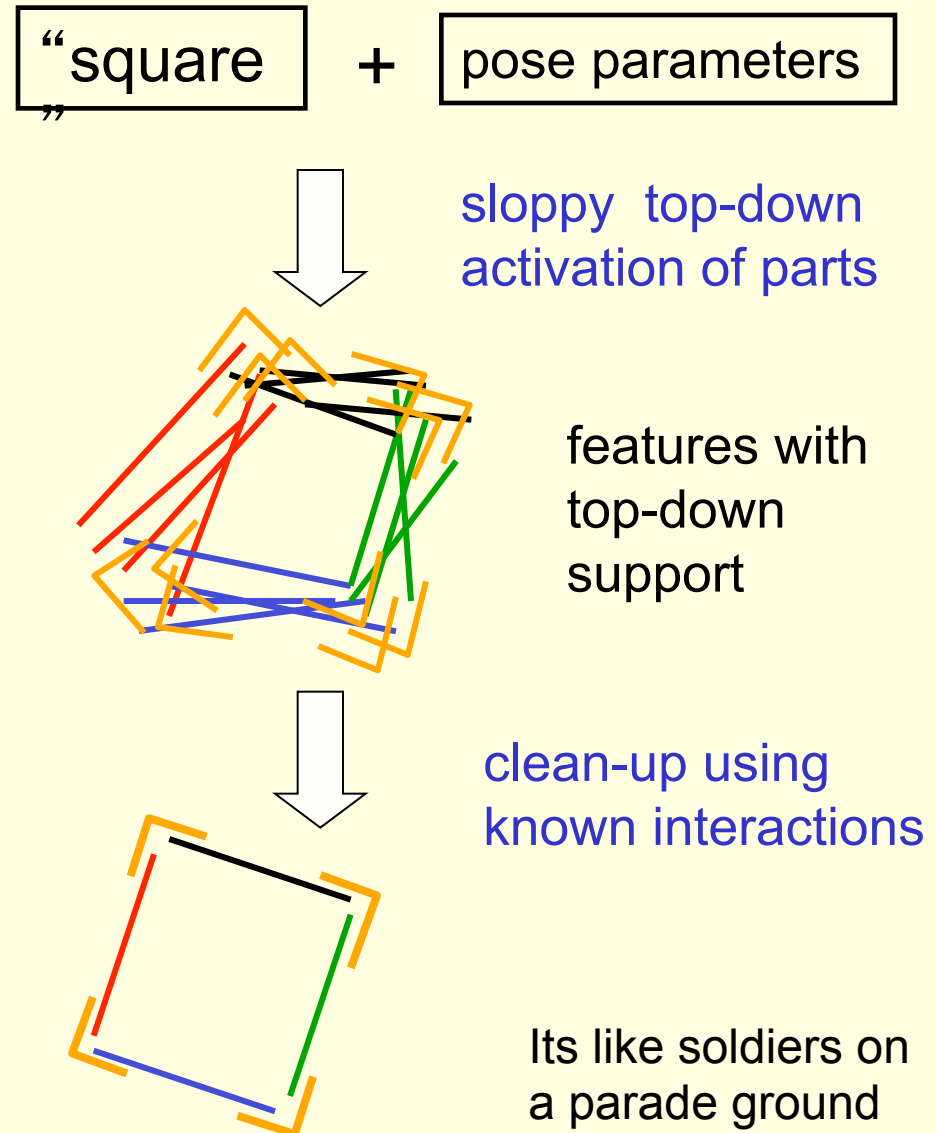 “square
”
+
pose parameters
sloppy top-down
activation of parts
features with
top-down
support
clean-up using
known interactions
Its like soldiers on
a parade ground